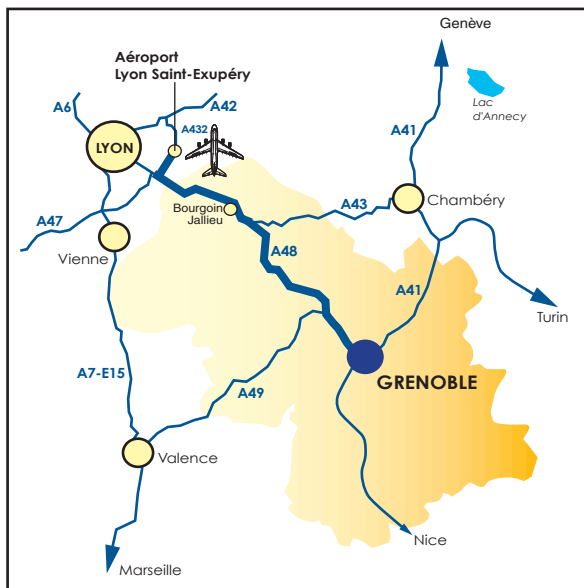 Genève
Aéroport
Lyon Saint-Exupéry
Lac
d'Annecy
A6
A42
A432
A41
LYON
A43
Chambéry
Bourgoin
Jallieu
A47
Vienne
A48
A41
Turin
A7-E15
A49
GRENOBLE
Valence
Nice
Marseille